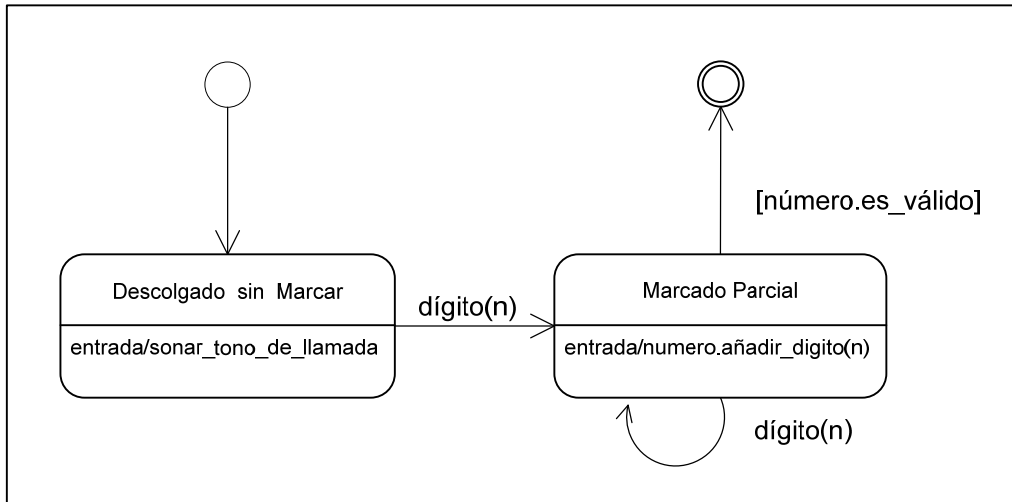 [número.es_válido]
Descolgado sin Marcar
entrada/sonar_tono_de_llamada
dígito(n)
Marcado Parcial
entrada/numero.añadir_digito(n)
dígito(n)